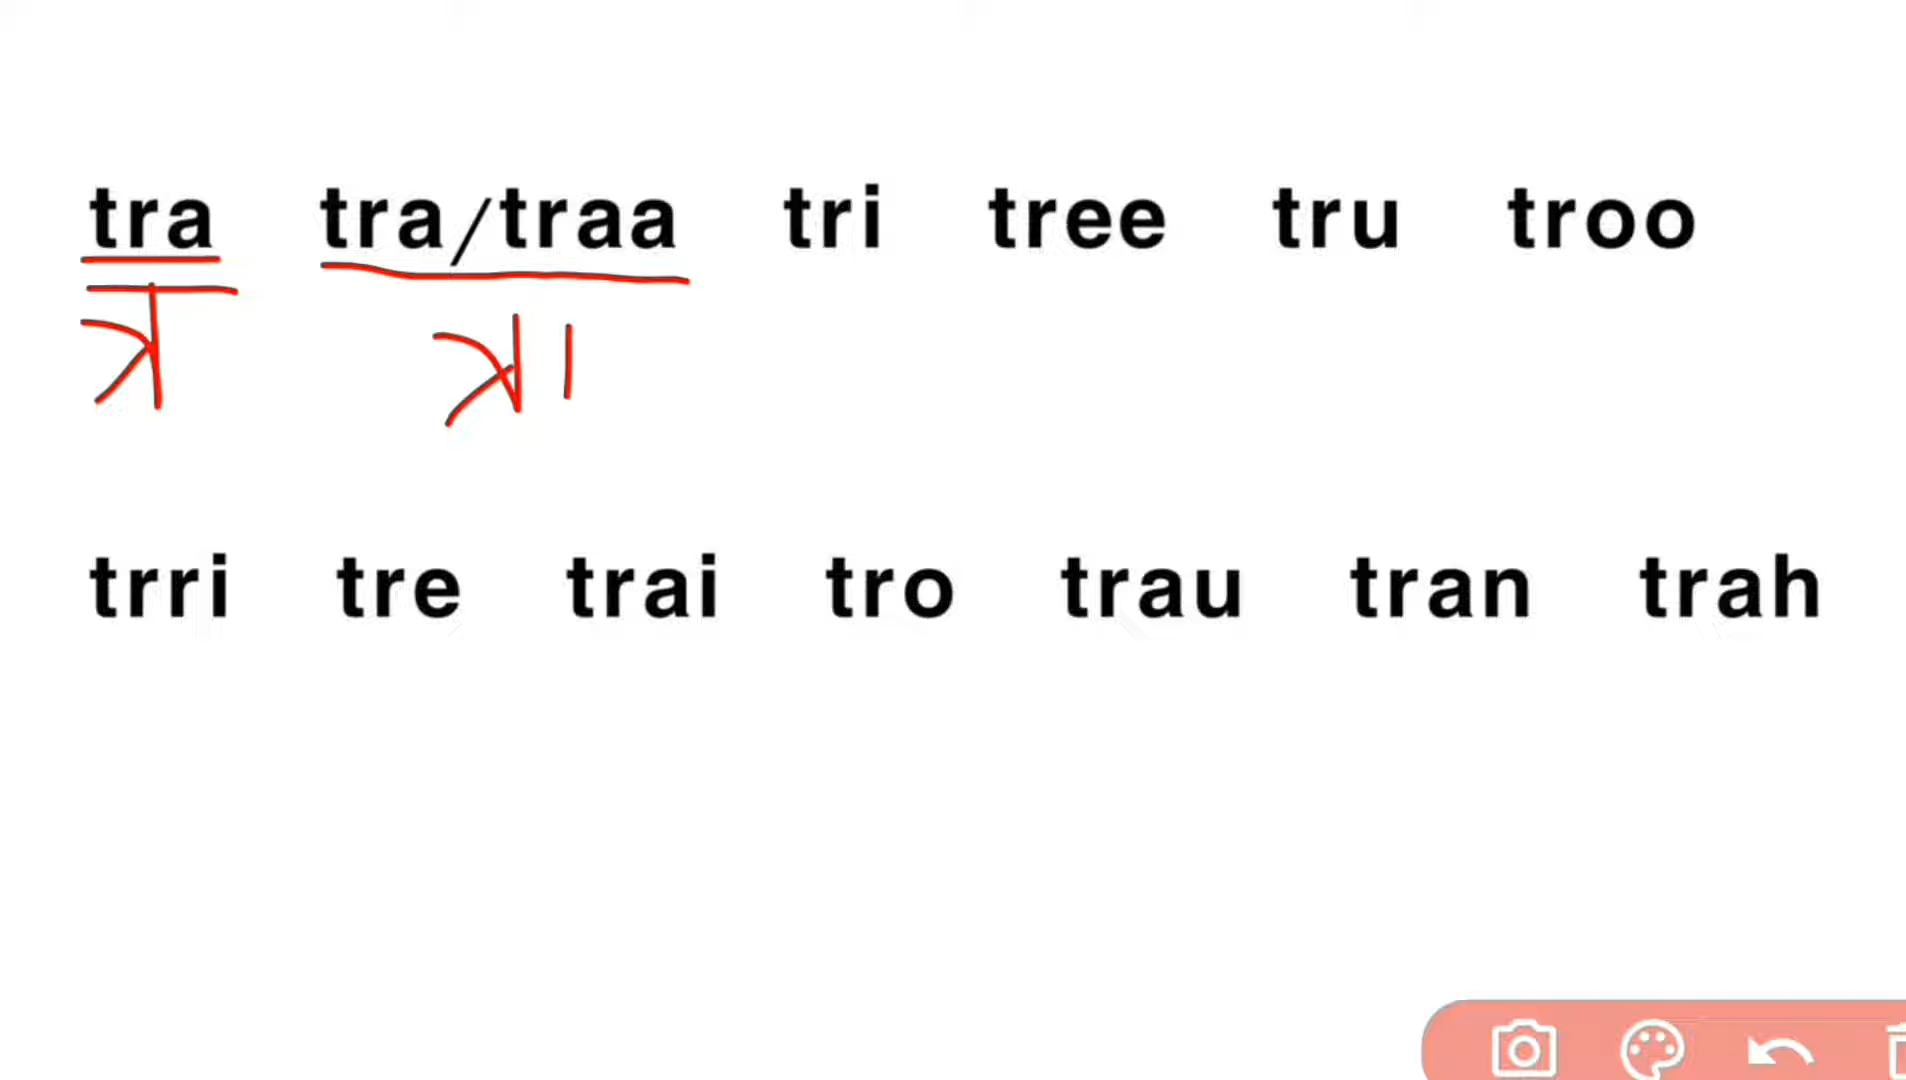 tra tra/traa tri tree tru troo
त्र त्रा
trri tre trai tro trau tran trah